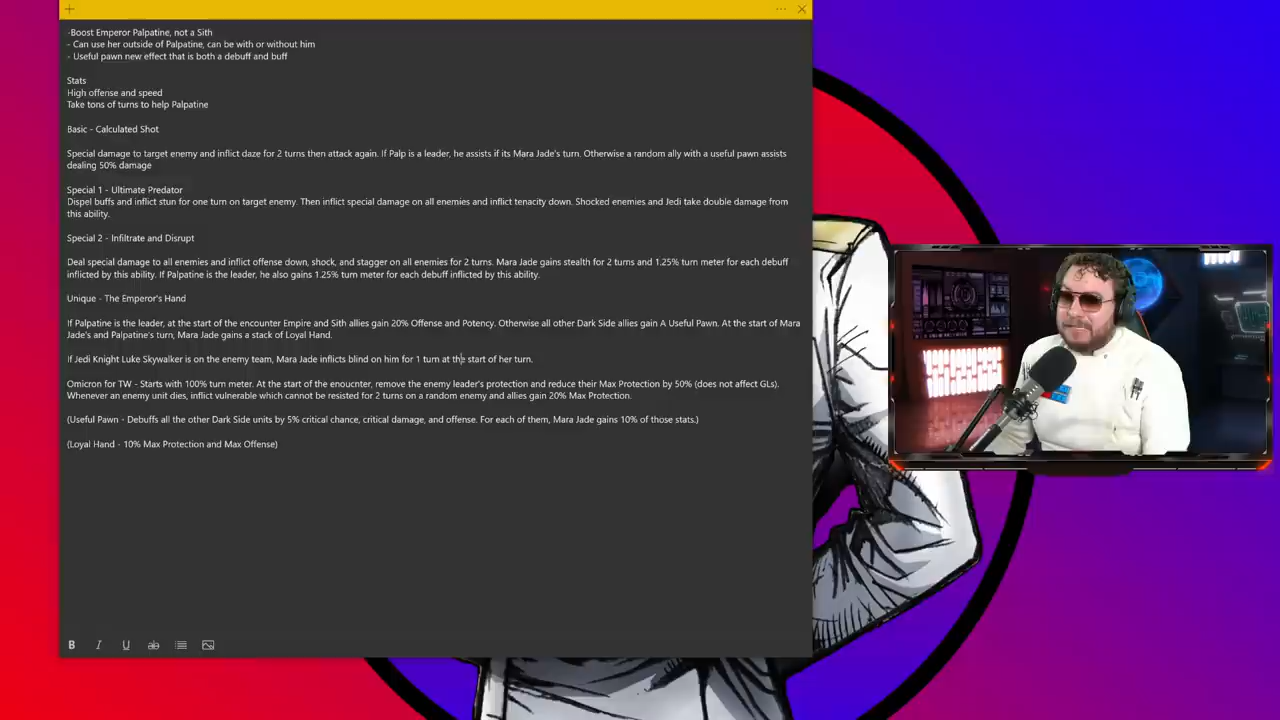 -Boost Emperor Palpatine, not a Sith
- Can use her outside of Palpatine, can be with or without him
- Useful pawn new effect that is both a debuff and buff
Stats
High offense and speed
Take tons of turns to help Palpatine
Basic - Calculated Shot
Special damage to target enemy and inflict daze for 2 turns then attack again. If Palp is a leader, he assists if its Mara Jade's turn. Otherwise a random ally with a useful pawn assists
dealing 50% damage
Special 1 - Ultimate Predator
Dispel buffs and inflict stun for one turn on target enemy. Then inflict special damage on all enemies and inflict tenacity down. Shocked enemies and Jedi take double damage from
this ability.
Special 2 - Infiltrate and Disrupt
Deal special damage to all enemies and inflict offense down, shock, and stagger on all enemies for 2 turns. Mara Jade gains stealth for 2 turns and 1.25% turn meter for each debuff
inflicted by this ability. If Palpatine is the leader, he also gains 1.25% turn meter for each debuff inflicted by this ability.
Unique - The Emperor's Hand
If Palpatine is the leader, at the start of the encounter Empire and Sith allies gain 20% Offense and Potency. Otherwise all other Dark Side allies gain A Useful Pawn. At the start of Mara
Jade's and Palpatine's turn, Mara Jade gains a stack of Loyal Hand.
If Jedi Knight Luke Skywalker is on the enemy team, Mara Jade inflicts blind on him for 1 turn at the start of her turn.
Omicron for TW - Starts with 100% turn meter. At the start of the enoucnter, remove the enemy leader's protection and reduce their Max Protection by 50% (does not affect GLs).
Whenever an enemy unit dies, inflict vulnerable which cannot be resisted for 2 turns on a random enemy and allies gain 20% Max Protection.
(Useful Pawn - Debuffs all the other Dark Side units by 5% critical chance, critical damage, and offense. For each of them, Mara Jade gains 10% of those stats.)
(Loyal Hand - 10% Max Protection and Max Offense)
B I U ab